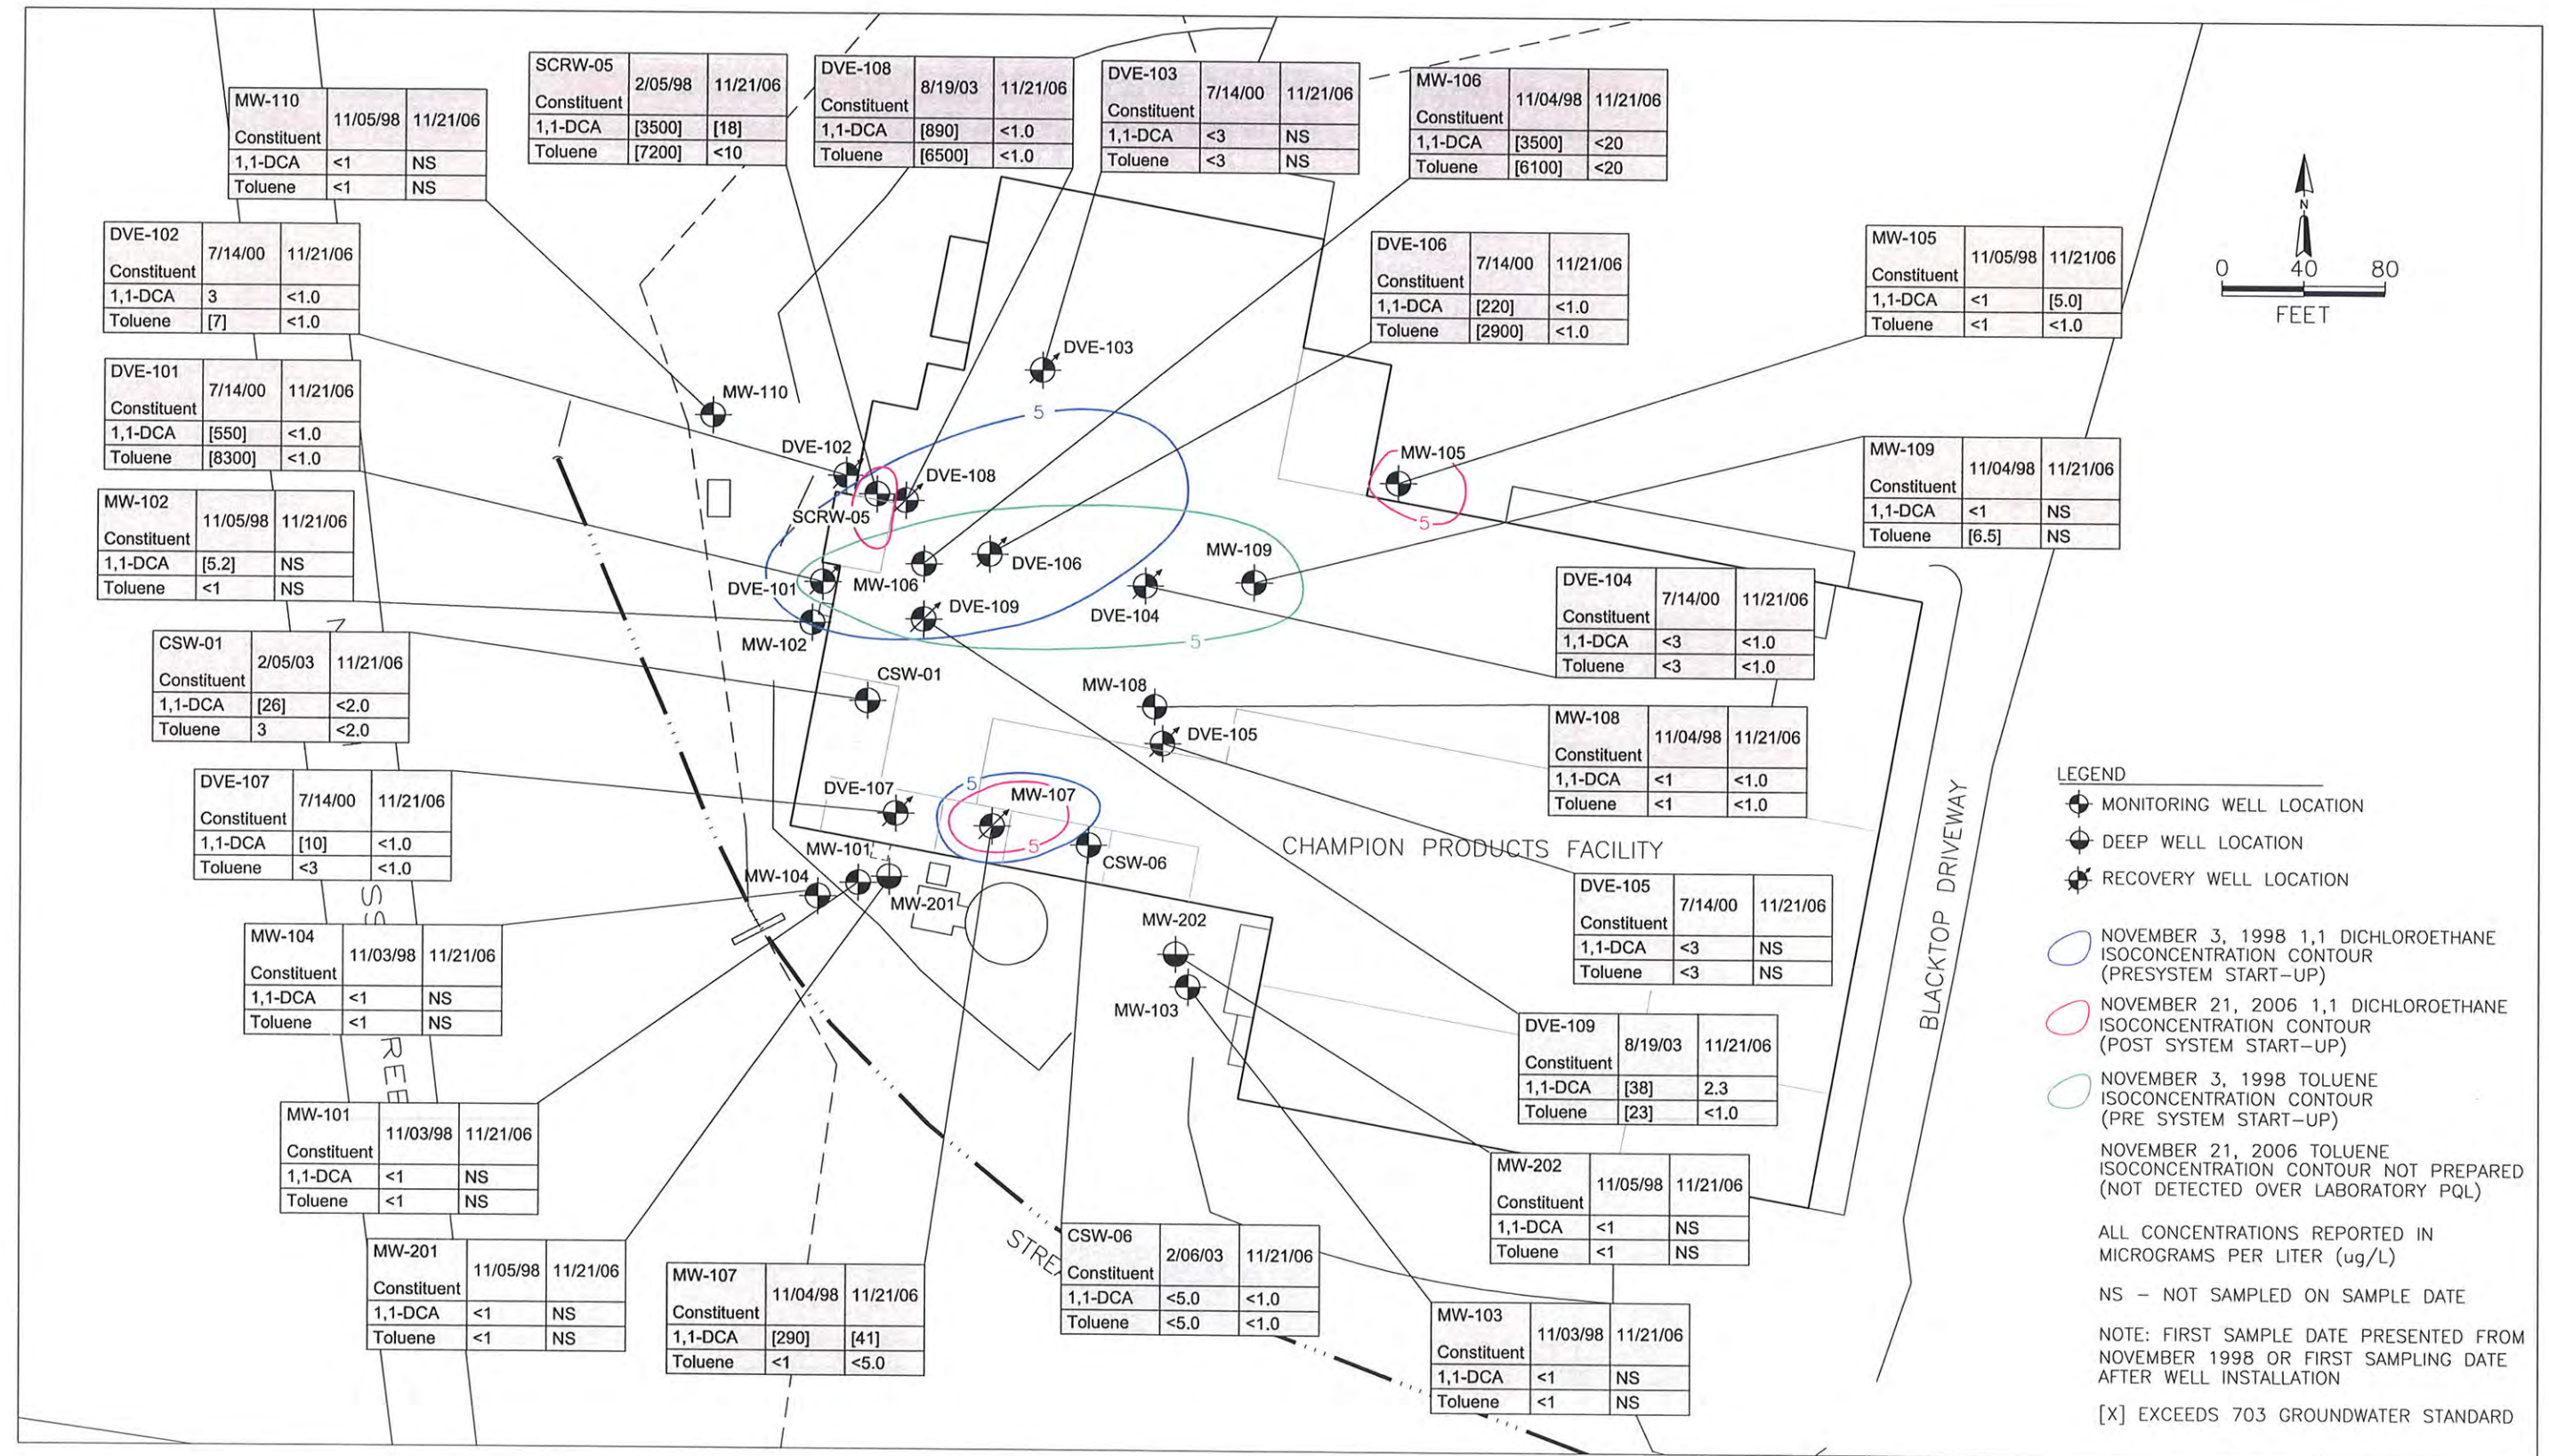 MW-110
Constituent
11/05/98 11/21/06
1,1-DCA <1 NS
Toluene <1 NS
SCRW-05
Constituent
2/05/98 11/21/06
1,1-DCA [3500] [18]
Toluene [7200] <10
DVE-108
Constituent
8/19/03 11/21/06
1,1-DCA [890] <1.0
Toluene [6500] <1.0
DVE-103
Constituent
7/14/00 11/21/06
1,1-DCA <3 NS
Toluene <3 NS
MW-106
Constituent
11/04/98 11/21/06
1,1-DCA [3500] <20
Toluene [6100] <20
DVE-102
Constituent
7/14/00 11/21/06
1,1-DCA 3 <1.0
Toluene [7] <1.0
DVE-106
Constituent
7/14/00 11/21/06
1,1-DCA [220] <1.0
Toluene [2900] <1.0
MW-105
Constituent
11/05/98 11/21/06
1,1-DCA <1 [5.0]
Toluene <1 <1.0
N
0 40 80
FEET
DVE-101
Constituent
7/14/00 11/21/06
1,1-DCA [550] <1.0
Toluene [8300] <1.0
MW-102
Constituent
11/05/98 11/21/06
1,1-DCA [5.2] NS
Toluene <1 NS
MW-109
Constituent
11/04/98 11/21/06
1,1-DCA <1 NS
Toluene [6.5] NS
DVE-104
Constituent
7/14/00 11/21/06
1,1-DCA <3 <1.0
Toluene <3 <1.0
CSW-01
Constituent
2/05/03 11/21/06
1,1-DCA [26] <2.0
Toluene 3 <2.0
MW-108
Constituent
11/04/98 11/21/06
1,1-DCA <1 <1.0
Toluene <1 <1.0
DVE-107
Constituent
7/14/00 11/21/06
1,1-DCA [10] <1.0
Toluene <3 <1.0
DVE-105
Constituent
7/14/00 11/21/06
1,1-DCA <3 NS
Toluene <3 NS
MW-104
Constituent
11/03/98 11/21/06
1,1-DCA <1 NS
Toluene <1 NS
DVE-109
Constituent
8/19/03 11/21/06
1,1-DCA [38] 2.3
Toluene [23] <1.0
MW-101
Constituent
11/03/98 11/21/06
1,1-DCA <1 NS
Toluene <1 NS
MW-202
Constituent
11/05/98 11/21/06
1,1-DCA <1 NS
Toluene <1 NS
MW-201
Constituent
11/05/98 11/21/06
1,1-DCA <1 NS
Toluene <1 NS
MW-107
Constituent
11/04/98 11/21/06
1,1-DCA [290] [41]
Toluene <1 <5.0
CSW-06
Constituent
2/06/03 11/21/06
1,1-DCA <5.0 <1.0
Toluene <5.0 <1.0
MW-103
Constituent
11/03/98 11/21/06
1,1-DCA <1 NS
Toluene <1 NS
DVE-103
MW-110
5
DVE-102
MW-105
DVE-108
SCRW-05
5
MW-109
DVE-106
MW-106
DVE-101
DVE-109
DVE-104
MW-102
5
CSW-01
MW-108
DVE-105
5
DVE-107
MW-107
5
MW-101
CSW-06
MW-104
MW-201
MW-202
MW-103
CHAMPION PRODUCTS FACILITY
BLACKTOP DRIVEWAY
LEGEND
MONITORING WELL LOCATION
DEEP WELL LOCATION
RECOVERY WELL LOCATION
NOVEMBER 3, 1998 1,1 DICHLOROETHANE
ISOCONCENTRATION CONTOUR
(PRESYSTEM START-UP)
NOVEMBER 21, 2006 1,1 DICHLOROETHANE
ISOCONCENTRATION CONTOUR
(POST SYSTEM START-UP)
NOVEMBER 3, 1998 TOLUENE
ISOCONCENTRATION CONTOUR
(PRE SYSTEM START-UP)
NOVEMBER 21, 2006 TOLUENE
ISOCONCENTRATION CONTOUR NOT PREPARED
(NOT DETECTED OVER LABORATORY PQL)
ALL CONCENTRATIONS REPORTED IN
MICROGRAMS PER LITER (ug/L)
NS - NOT SAMPLED ON SAMPLE DATE
NOTE: FIRST SAMPLE DATE PRESENTED FROM
NOVEMBER 1998 OR FIRST SAMPLING DATE
AFTER WELL INSTALLATION
[X] EXCEEDS 703 GROUNDWATER STANDARD